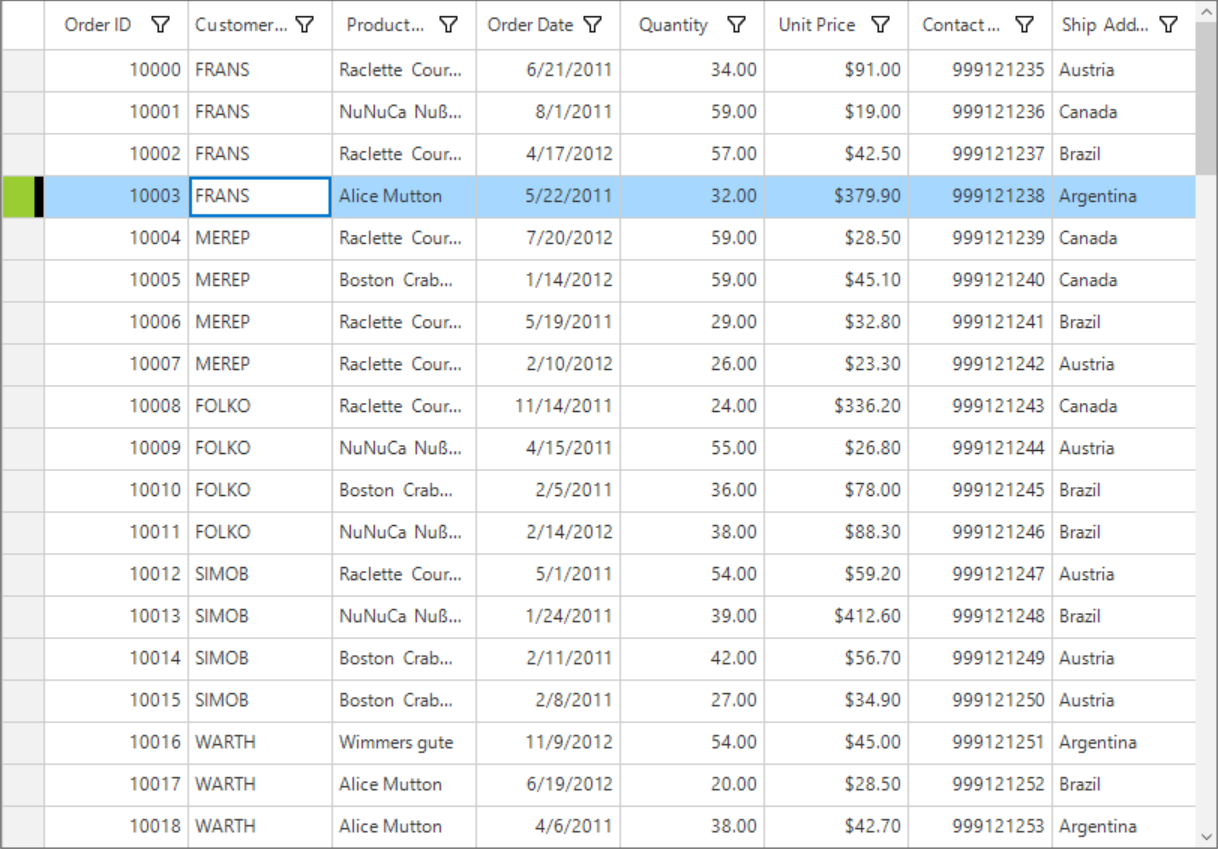 Order ID Customer... Product... Order Date Quantity Unit Price Contact ... Ship Add...
10000 FRANS Raclette Cour... 6/21/2011 34.00 $91.00 999121235 Austria
10001 FRANS NuNuCa Nuß... 8/1/2011 59.00 $19.00 999121236 Canada
10002 FRANS Raclette Cour... 4/17/2012 57.00 $42.50 999121237 Brazil
10003 FRANS Alice Mutton 5/22/2011 32.00 $379.90 999121238 Argentina
10004 MEREP Raclette Cour... 7/20/2012 59.00 $28.50 999121239 Canada
10005 MEREP Boston Crab... 1/14/2012 59.00 $45.10 999121240 Canada
10006 MEREP Raclette Cour... 5/19/2011 29.00 $32.80 999121241 Brazil
10007 MEREP Raclette Cour... 2/10/2012 26.00 $23.30 999121242 Austria
10008 FOLKO Raclette Cour... 11/14/2011 24.00 $336.20 999121243 Canada
10009 FOLKO NuNuCa Nuß... 4/15/2011 55.00 $26.80 999121244 Austria
10010 FOLKO Boston Crab... 2/5/2011 36.00 $78.00 999121245 Brazil
10011 FOLKO NuNuCa Nuß... 2/14/2012 38.00 $88.30 999121246 Brazil
10012 SIMOB Raclette Cour... 5/1/2011 54.00 $59.20 999121247 Austria
10013 SIMOB NuNuCa Nuß... 1/24/2011 39.00 $412.60 999121248 Brazil
10014 SIMOB Boston Crab... 2/11/2011 42.00 $56.70 999121249 Austria
10015 SIMOB Boston Crab... 2/8/2011 27.00 $34.90 999121250 Austria
10016 WARTH Wimmers gute 11/9/2012 54.00 $45.00 999121251 Argentina
10017 WARTH Alice Mutton 6/19/2012 20.00 $28.50 999121252 Brazil
10018 WARTH Alice Mutton 4/6/2011 38.00 $42.70 999121253 Argentina